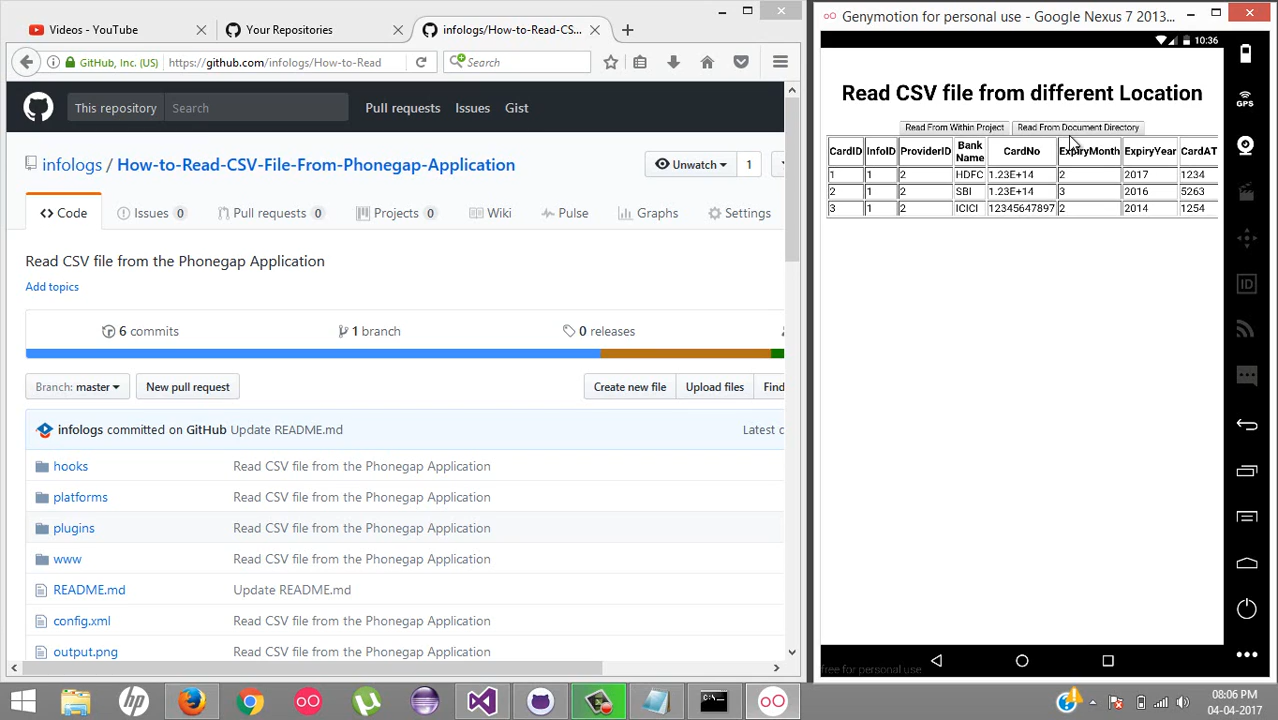 Videos - YouTube
Your Repositories
infologs/How-to-Read-CS...
GitHub, Inc. (US)
https://github.com/infologs/How-to-Read
Search
This repository
Search
Pull requests
Issues
Gist
infologs / How-to-Read-CSV-File-From-Phonegap-Application
Unwatch
1
Code
Issues 0
Pull requests 0
Projects 0
Wiki
Pulse
Graphs
Settings
Read CSV file from the Phonegap Application
Add topics
6 commits
1 branch
0 releases
Branch: master
New pull request
Create new file
Upload files
Find
infologs committed on GitHub Update README.md
Latest c
hooks Read CSV file from the Phonegap Application
platforms Read CSV file from the Phonegap Application
plugins Read CSV file from the Phonegap Application
www Read CSV file from the Phonegap Application
README.md Update README.md
config.xml Read CSV file from the Phonegap Application
output.png Read CSV file from the Phonegap Application
Genymotion for personal use - Google Nexus 7 2013...
10:36
Read CSV file from different Location
Read From Within Project
Read From Document Directory
CardID InfoID ProviderID Bank Name CardNo ExpiryMonth ExpiryYear CardAT
1 1 2 HDFC 1.23E+14 2 2017 1234
2 1 2 SBI 1.23E+14 3 2016 5263
3 1 2 ICICI 12345647897 2 2014 1254
GPS
ID
free for personal use
08:06 PM
04-04-2017